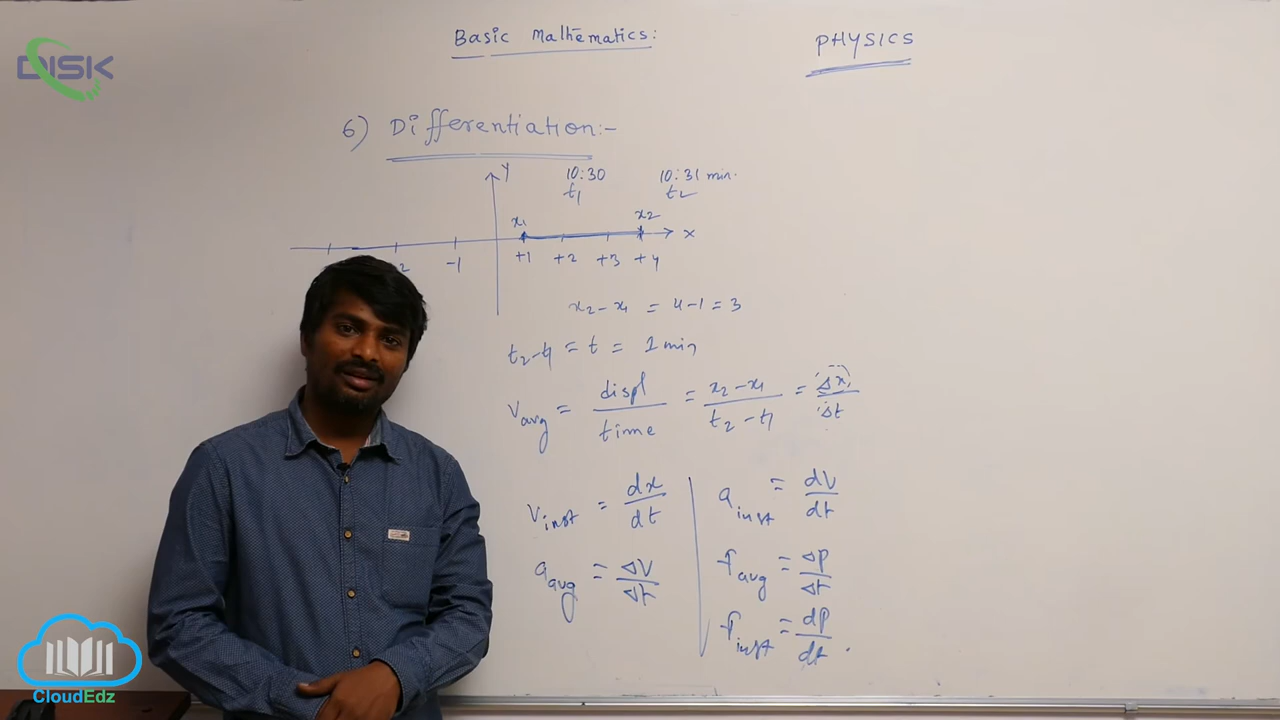 DISK
Basic Mathematics:
PHYSICS
6) Differentiation:-
y
10:30
10:31 min.
t1
t2
x1
x2
x
-1
+1 +2 +3 +4
x2 - x1 = 4-1 = 3
t2-t1 = t = 1 min
Vavg = displ/time = x2-x1/t2-t1 = Δx/Δt
Vinst = dx/dt
ainst = dV/dt
aavg = ΔV/Δt
Favg = ΔP/Δt
Finst = dP/dt
CloudEdz